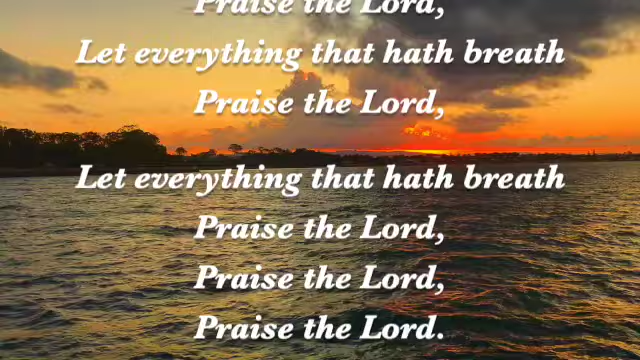 Praise the Lord,
Let everything that hath breath
Praise the Lord,
Let everything that hath breath
Praise the Lord,
Praise the Lord,
Praise the Lord.